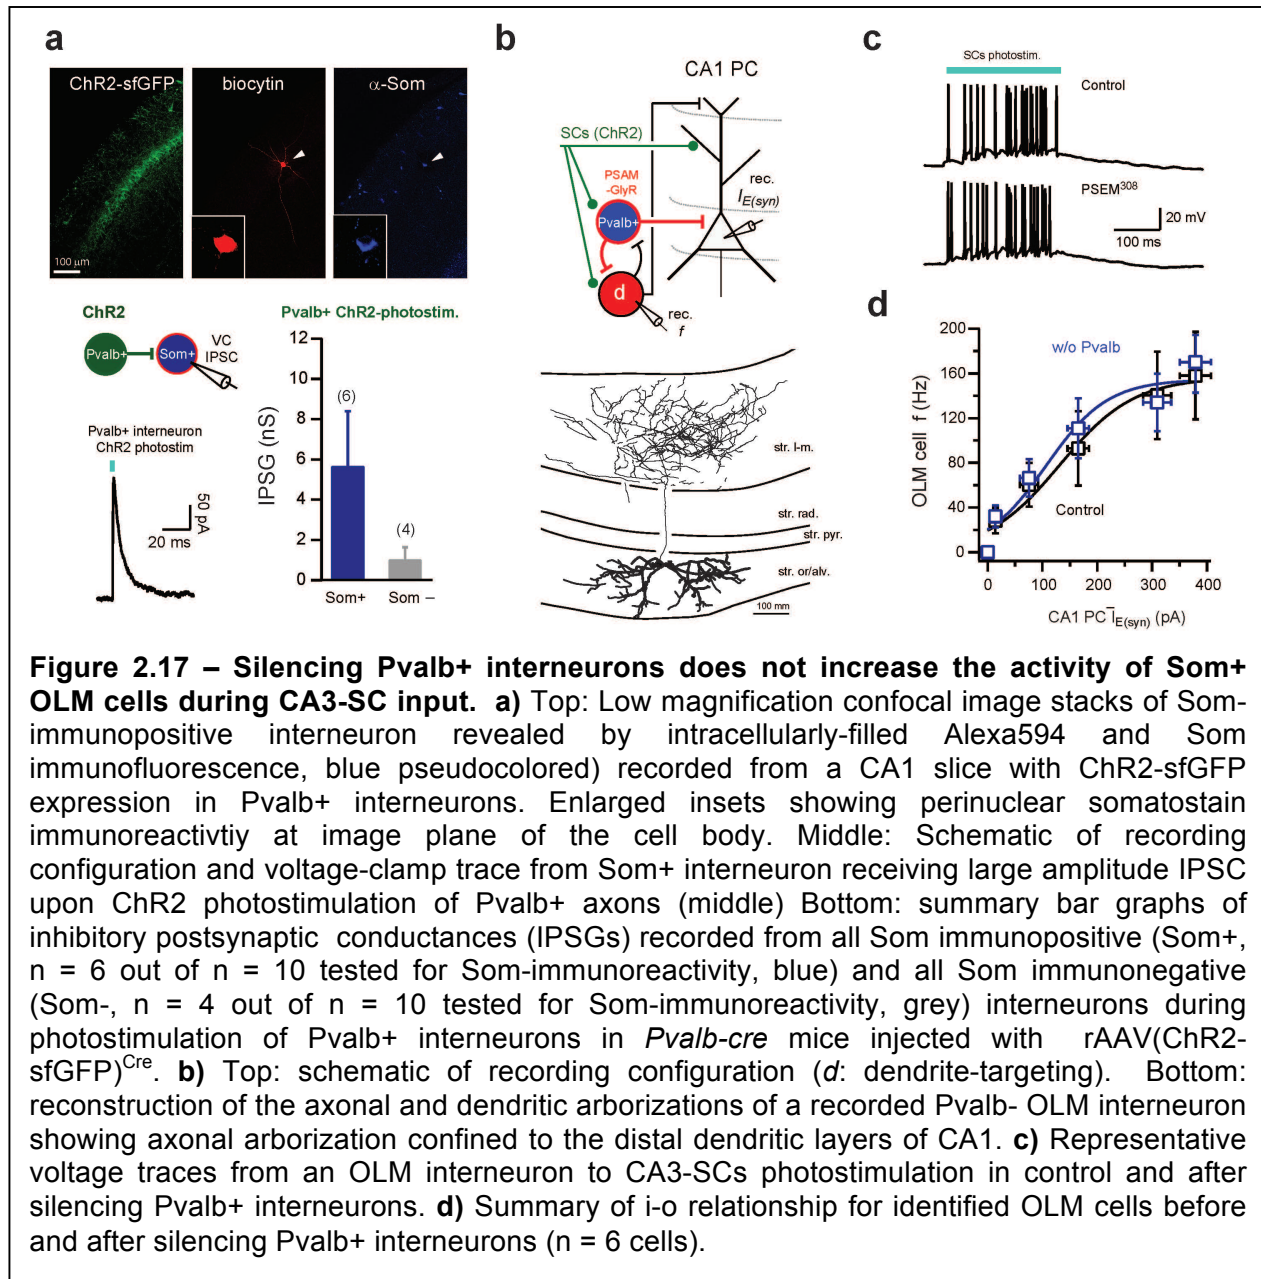 a
ChR2-sfGFP
biocytin
α-Som
100 µm
ChR2
Pvalb+
Som+
VC
IPSC
Pvalb+ interneuron
ChR2 photostim
50 pA
20 ms
Pvalb+ ChR2-photostim.
IPSG (nS)
12
10
8
6
4
2
0
(6)
(4)
Som+
Som –
b
CA1 PC
SCs (ChR2)
PSAM
-GlyR
Pvalb+
rec.
I E(syn)
d
rec.
f
str. l-m.
str. rad.
str. pyr.
str. or/alv.
100 mm
c
SCs photostim.
Control
PSEM308
20 mV
100 ms
d
OLM cell f (Hz)
200
160
120
80
40
0
w/o Pvalb
Control
0 100 200 300 400
CA1 PC I̅E(syn) (pA)
Figure 2.17 – Silencing Pvalb+ interneurons does not increase the activity of Som+
OLM cells during CA3-SC input. a) Top: Low magnification confocal image stacks of Som-
immunopositive interneuron revealed by intracellularly-filled Alexa594 and Som
immunofluorescence, blue pseudocolored) recorded from a CA1 slice with ChR2-sfGFP
expression in Pvalb+ interneurons. Enlarged insets showing perinuclear somatostain
immunoreactivtiy at image plane of the cell body. Middle: Schematic of recording
configuration and voltage-clamp trace from Som+ interneuron receiving large amplitude IPSC
upon ChR2 photostimulation of Pvalb+ axons (middle) Bottom: summary bar graphs of
inhibitory postsynaptic conductances (IPSGs) recorded from all Som immunopositive (Som+,
n = 6 out of n = 10 tested for Som-immunoreactivity, blue) and all Som immunonegative
(Som-, n = 4 out of n = 10 tested for Som-immunoreactivity, grey) interneurons during
photostimulation of Pvalb+ interneurons in Pvalb-cre mice injected with rAAV(ChR2-
sfGFP)Cre. b) Top: schematic of recording configuration (d: dendrite-targeting). Bottom:
reconstruction of the axonal and dendritic arborizations of a recorded Pvalb- OLM interneuron
showing axonal arborization confined to the distal dendritic layers of CA1. c) Representative
voltage traces from an OLM interneuron to CA3-SCs photostimulation in control and after
silencing Pvalb+ interneurons. d) Summary of i-o relationship for identified OLM cells before
and after silencing Pvalb+ interneurons (n = 6 cells).